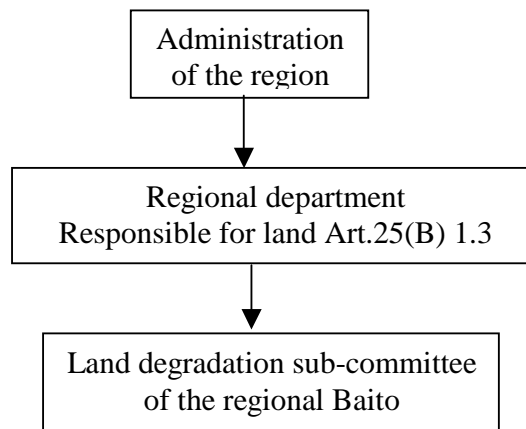 Administration
of the region
Regional department
Responsible for land Art.25(B) 1.3
Land degradation sub-committee
of the regional Baito